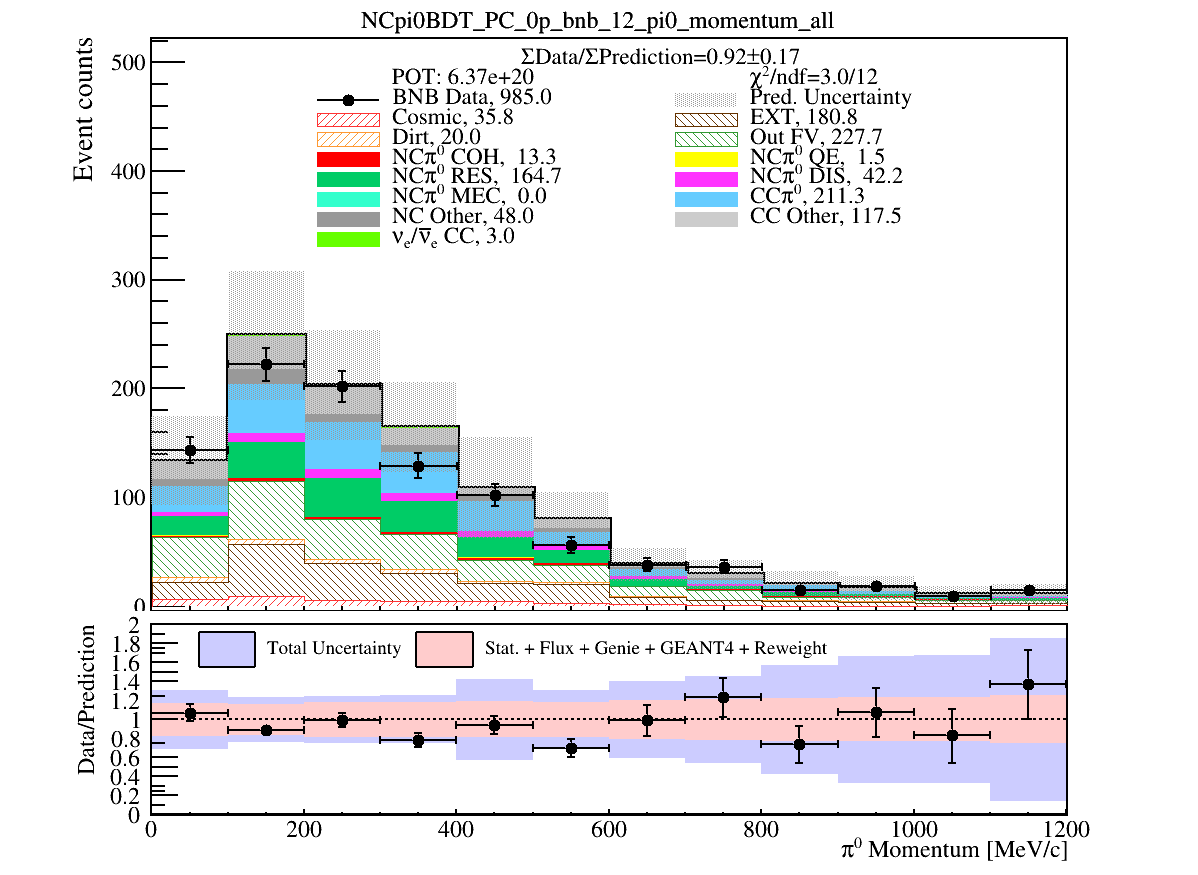 NCpi0BDT_PC_0p_bnb_12_pi0_momentum_all
ΣData/ΣPrediction=0.92±0.17
POT: 6.37e+20
χ²/ndf=3.0/12
BNB Data, 985.0
Pred. Uncertainty
Cosmic, 35.8
EXT, 180.8
Dirt, 20.0
Out FV, 227.7
NCπ⁰ COH, 13.3
NCπ⁰ QE, 1.5
NCπ⁰ RES, 164.7
NCπ⁰ DIS, 42.2
NCπ⁰ MEC, 0.0
CCπ⁰, 211.3
NC Other, 48.0
CC Other, 117.5
νₑ/ν̅ₑ CC, 3.0
Event counts
500
400
300
200
100
0
Total Uncertainty
Stat. + Flux + Genie + GEANT4 + Reweight
Data/Prediction
2
1.8
1.6
1.4
1.2
1
0.8
0.6
0.4
0.2
0
0 200 400 600 800 1000 1200
π⁰ Momentum [MeV/c]